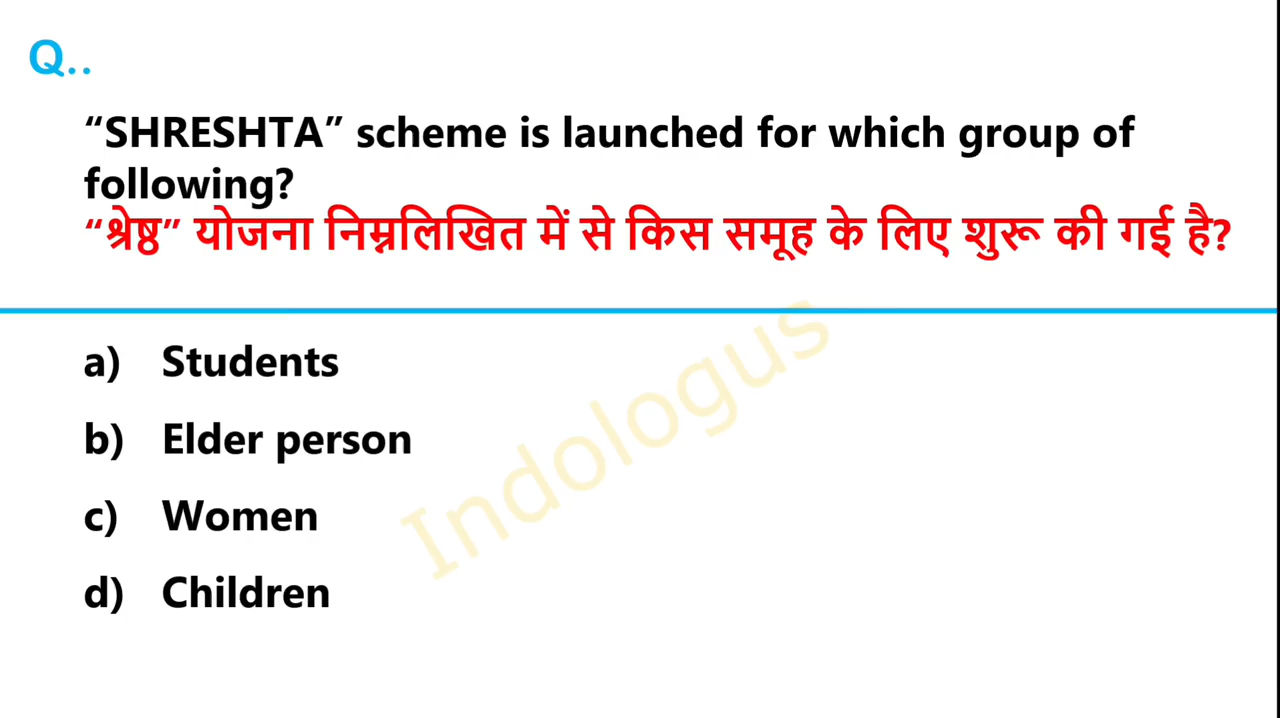 Q..
“SHRESHTA” scheme is launched for which group of
following?
“श्रेष्ठ” योजना निम्नलिखित में से किस समूह के लिए शुरू की गई है?
a) Students
b) Elder person
c) Women
d) Children
Indologus